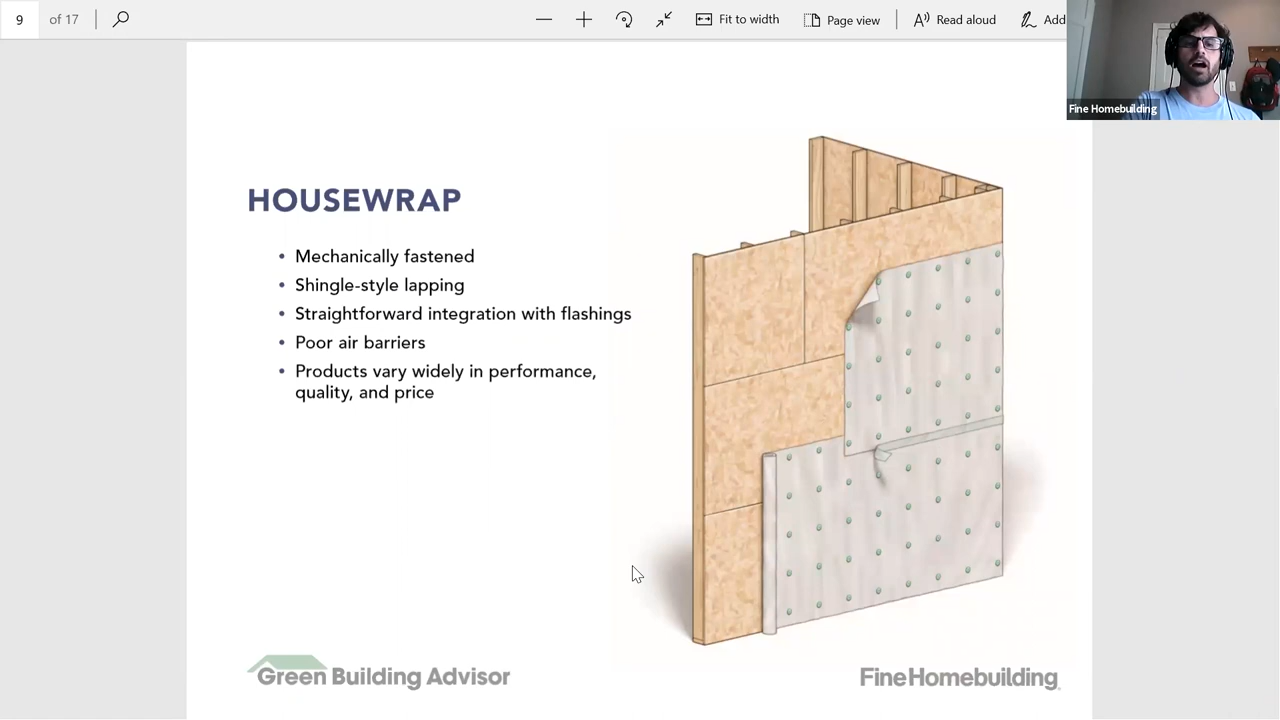 9 of 17 Fit to width Page view Read aloud Add
Fine Homebuilding
HOUSEWRAP
• Mechanically fastened
• Shingle-style lapping
• Straightforward integration with flashings
• Poor air barriers
• Products vary widely in performance,
quality, and price
Green Building Advisor
FineHomebuilding